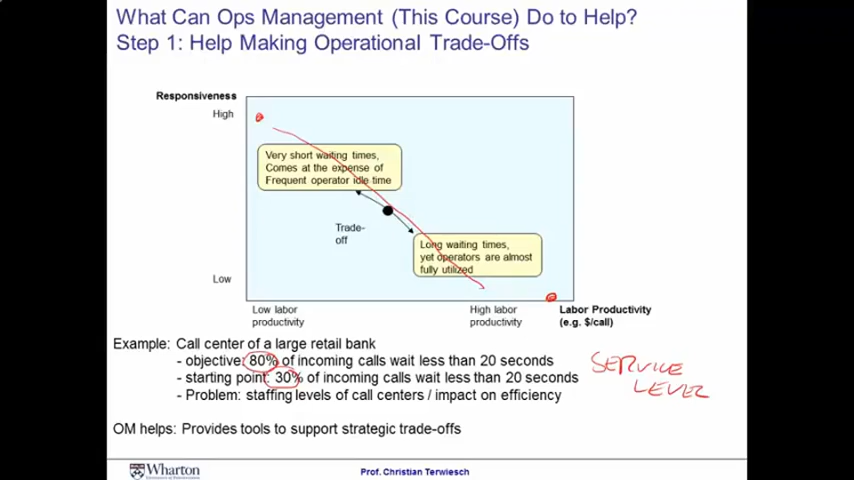 What Can Ops Management (This Course) Do to Help?
Step 1: Help Making Operational Trade-Offs
Responsiveness
High
Very short waiting times,
Comes at the expense of
Frequent operator idle time
Trade-
off
Long waiting times,
yet operators are almost
fully utilized
Low
Low labor
productivity
High labor
productivity
Labor Productivity
(e.g. $/call)
Example: Call center of a large retail bank
- objective: 80% of incoming calls wait less than 20 seconds
- starting point: 30% of incoming calls wait less than 20 seconds
- Problem: staffing levels of call centers / impact on efficiency
SERVICE
LEVEL
OM helps: Provides tools to support strategic trade-offs
Wharton
Prof. Christian Terwiesch